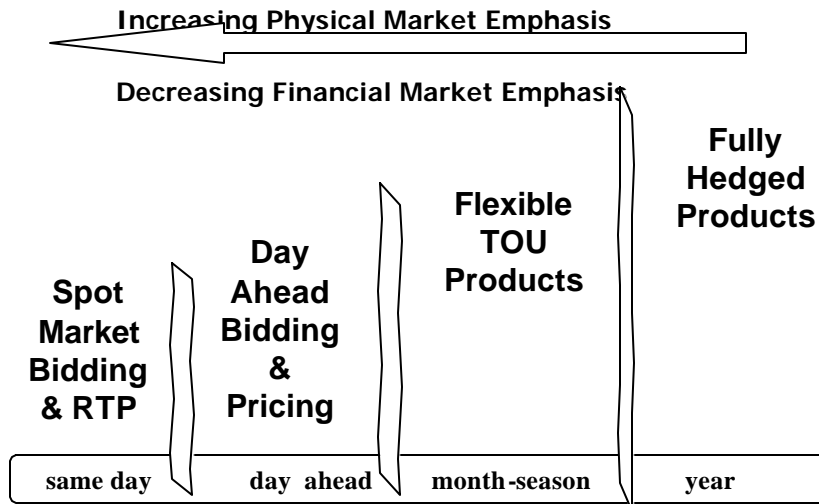 Increasing Physical Market Emphasis
Decreasing Financial Market Emphasis
Fully
Hedged
Products
Flexible
TOU
Products
Day
Ahead
Bidding
&
Pricing
Spot
Market
Bidding
& RTP
same day
day ahead
month-season
year